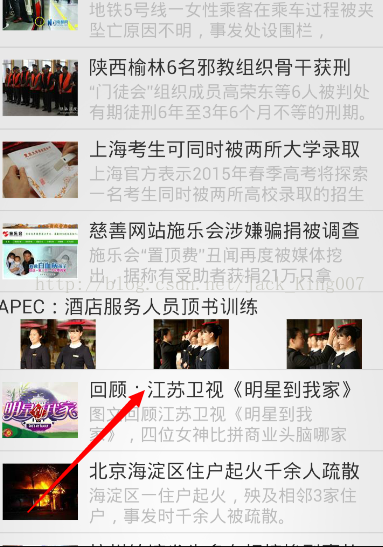 地铁5号线一女性乘客在乘车过程被夹
坠亡原因不明，事发处设围栏，
陕西榆林6名邪教组织骨干获刑
“门徒会”组织成员高荣东等6人被判处
有期徒刑6年至3年6个月不等的刑期。
上海考生可同时被两所大学录取
上海官方表示2015年春季高考将探索
一名考生同时被两所高校录取的招生
慈善网站施乐会涉嫌骗捐被调查
施乐会“置顶费”丑闻再度被媒体挖
出，据称有受助者获捐21万只拿
http://blog.csdn.net/jack_king007
APEC：酒店服务人员顶书训练
回顾：江苏卫视《明星到我家》
图文回顾江苏卫视《明星到我
家》，四位女神比拼商业头脑哪家
明星到我家
北京海淀区住户起火千余人疏散
海淀区一住户起火，殃及相邻3家住
户，事发时千余人被疏散。